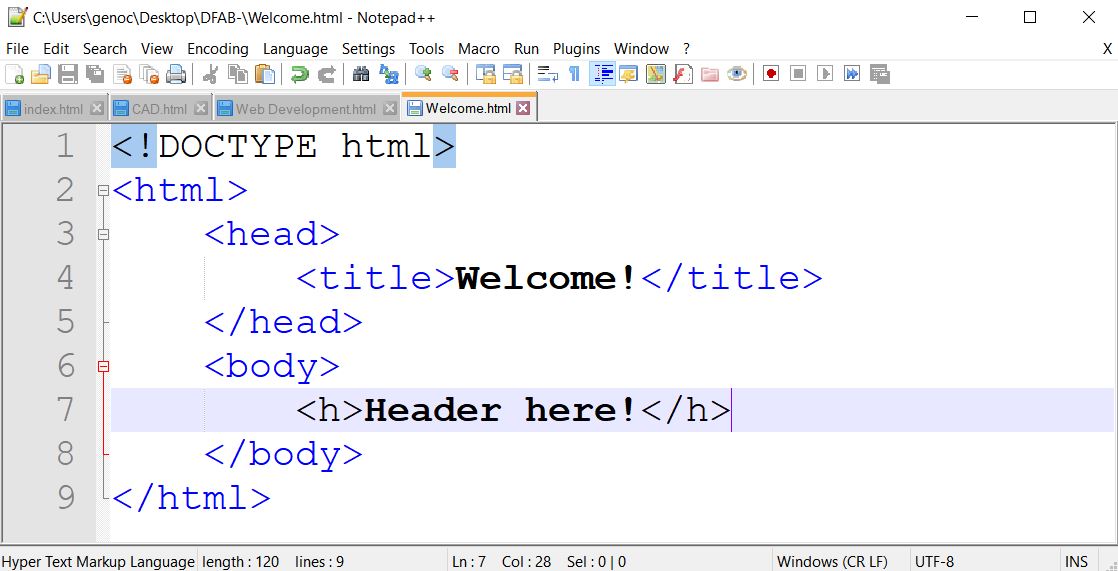 C:\Users\genoc\Desktop\DFAB-\Welcome.html - Notepad++
File Edit Search View Encoding Language Settings Tools Macro Run Plugins Window ? X
index.html CAD.html Web Development.html Welcome.html
1 <!DOCTYPE html>
2 <html>
3 <head>
4 <title>Welcome!</title>
5 </head>
6 <body>
7 <h>Header here!</h>
8 </body>
9 </html>
Hyper Text Markup Language length : 120 lines : 9 Ln : 7 Col : 28 Sel : 0 | 0 Windows (CR LF) UTF-8 INS